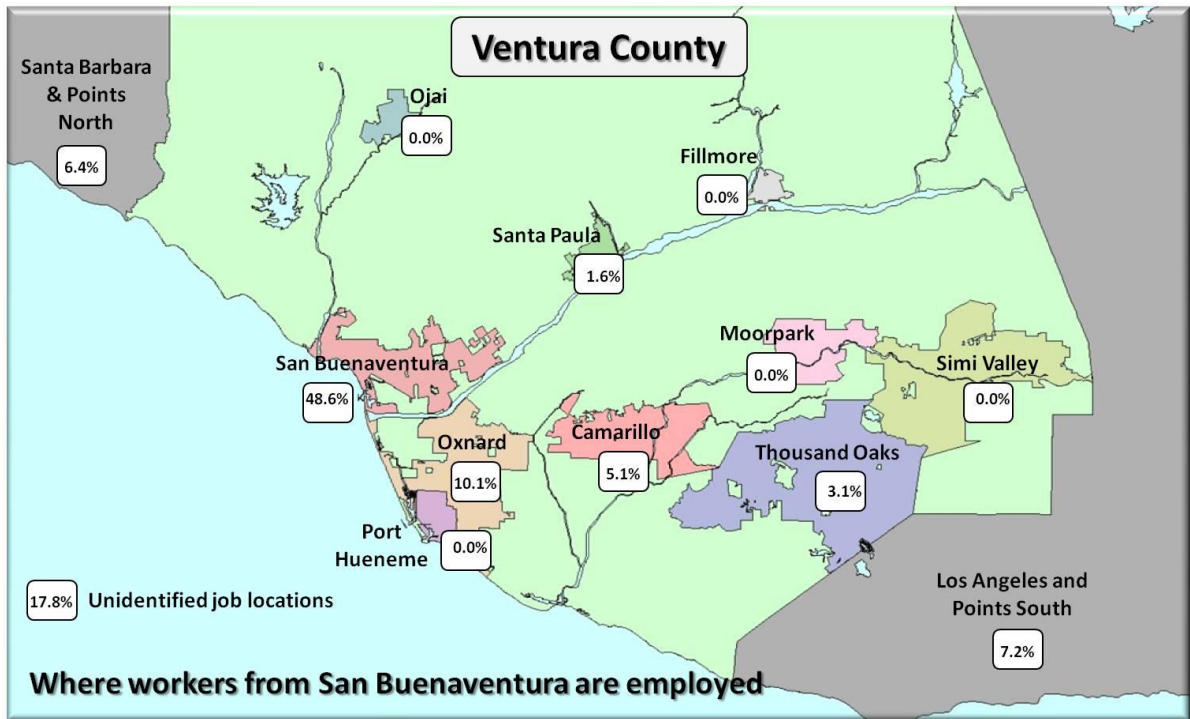 Ventura County
Santa Barbara
& Points
North
6.4%
Ojai
0.0%
Fillmore
0.0%
Santa Paula
1.6%
Moorpark
0.0%
Simi Valley
0.0%
San Buenaventura
48.6%
Oxnard
10.1%
Camarillo
5.1%
Thousand Oaks
3.1%
Port
Hueneme
0.0%
Los Angeles and
Points South
7.2%
17.8% Unidentified job locations
Where workers from San Buenaventura are employed